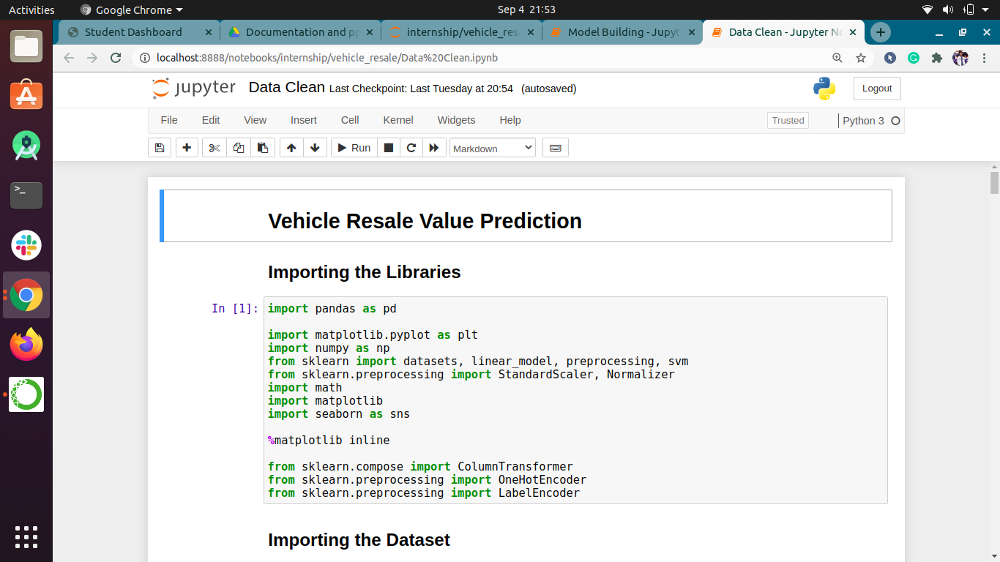 Activities
Google Chrome
Sep 4 21:53
Student Dashboard
Documentation and pp
internship/vehicle_res
Model Building - Jupyt
Data Clean - Jupyter No
localhost:8888/notebooks/internship/vehicle_resale/Data%20Clean.ipynb
jupyter Data Clean Last Checkpoint: Last Tuesday at 20:54 (autosaved)
Logout
File Edit View Insert Cell Kernel Widgets Help
Trusted
Python 3
Run
Markdown
Vehicle Resale Value Prediction
Importing the Libraries
In [1]:
import pandas as pd
import matplotlib.pyplot as plt
import numpy as np
from sklearn import datasets, linear_model, preprocessing, svm
from sklearn.preprocessing import StandardScaler, Normalizer
import math
import matplotlib
import seaborn as sns
%matplotlib inline
from sklearn.compose import ColumnTransformer
from sklearn.preprocessing import OneHotEncoder
from sklearn.preprocessing import LabelEncoder
Importing the Dataset
>_